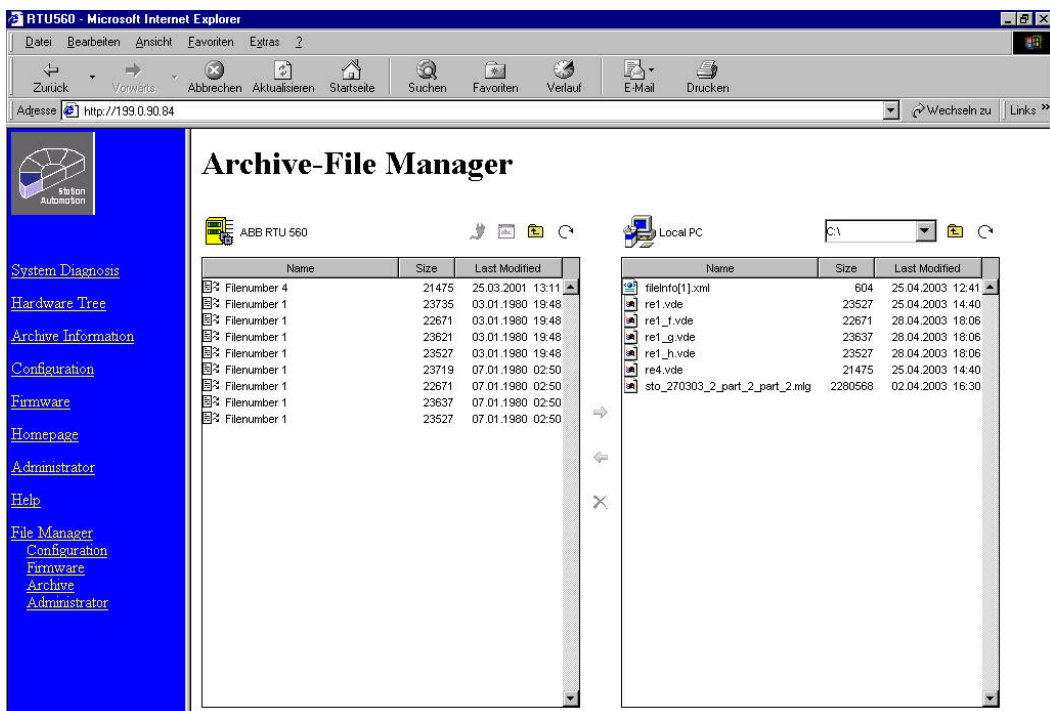 RTU560 - Microsoft Internet Explorer
Datei Bearbeiten Ansicht Favoriten Extras ?
Zurück Vorwärts Abbrechen Aktualisieren Startseite Suchen Favoriten Verlauf E-Mail Drucken
Adresse http://199.0.90.84 Wechseln zu Links »
Station
Automation
System Diagnosis
Hardware Tree
Archive Information
Configuration
Firmware
Homepage
Administrator
Help
File Manager
Configuration
Firmware
Archive
Administrator
Archive-File Manager
ABB RTU 560
Name Size Last Modified
Filenumber 4 21475 25.03.2001 13:11
Filenumber 1 23735 03.01.1980 19:48
Filenumber 1 22671 03.01.1980 19:48
Filenumber 1 23621 03.01.1980 19:48
Filenumber 1 23527 03.01.1980 19:48
Filenumber 1 23719 07.01.1980 02:50
Filenumber 1 22671 07.01.1980 02:50
Filenumber 1 23637 07.01.1980 02:50
Filenumber 1 23527 07.01.1980 02:50
Local PC C:\
Name Size Last Modified
fileInfo[1].xml 604 25.04.2003 12:41
re1.vde 23527 25.04.2003 14:40
re1_f.vde 22671 28.04.2003 18:06
re1_g.vde 23637 28.04.2003 18:06
re1_h.vde 23527 28.04.2003 18:06
re4.vde 21475 25.04.2003 14:40
sto_270303_2_part_2_part_2.mlg 2280568 02.04.2003 16:30